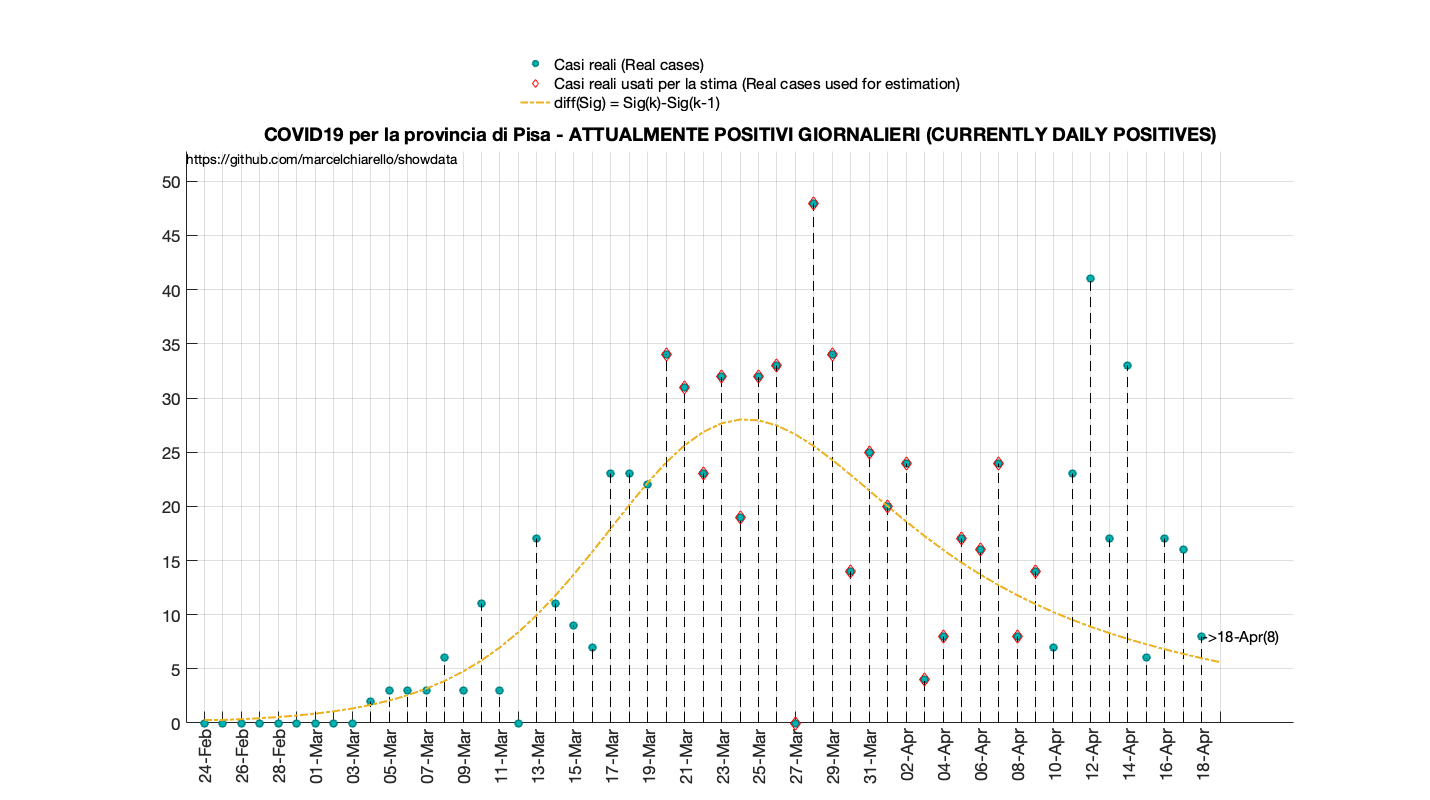 Casi reali (Real cases)
Casi reali usati per la stima (Real cases used for estimation)
diff(Sig) = Sig(k)-Sig(k-1)
COVID19 per la provincia di Pisa - ATTUALMENTE POSITIVI GIORNALIERI (CURRENTLY DAILY POSITIVES)
https://github.com/marcelchiarello/showdata
50
45
40
35
30
25
20
15
10
5
0
->18-Apr(8)
24-Feb
26-Feb
28-Feb
01-Mar
03-Mar
05-Mar
07-Mar
09-Mar
11-Mar
13-Mar
15-Mar
17-Mar
19-Mar
21-Mar
23-Mar
25-Mar
27-Mar
29-Mar
31-Mar
02-Apr
04-Apr
06-Apr
08-Apr
10-Apr
12-Apr
14-Apr
16-Apr
18-Apr